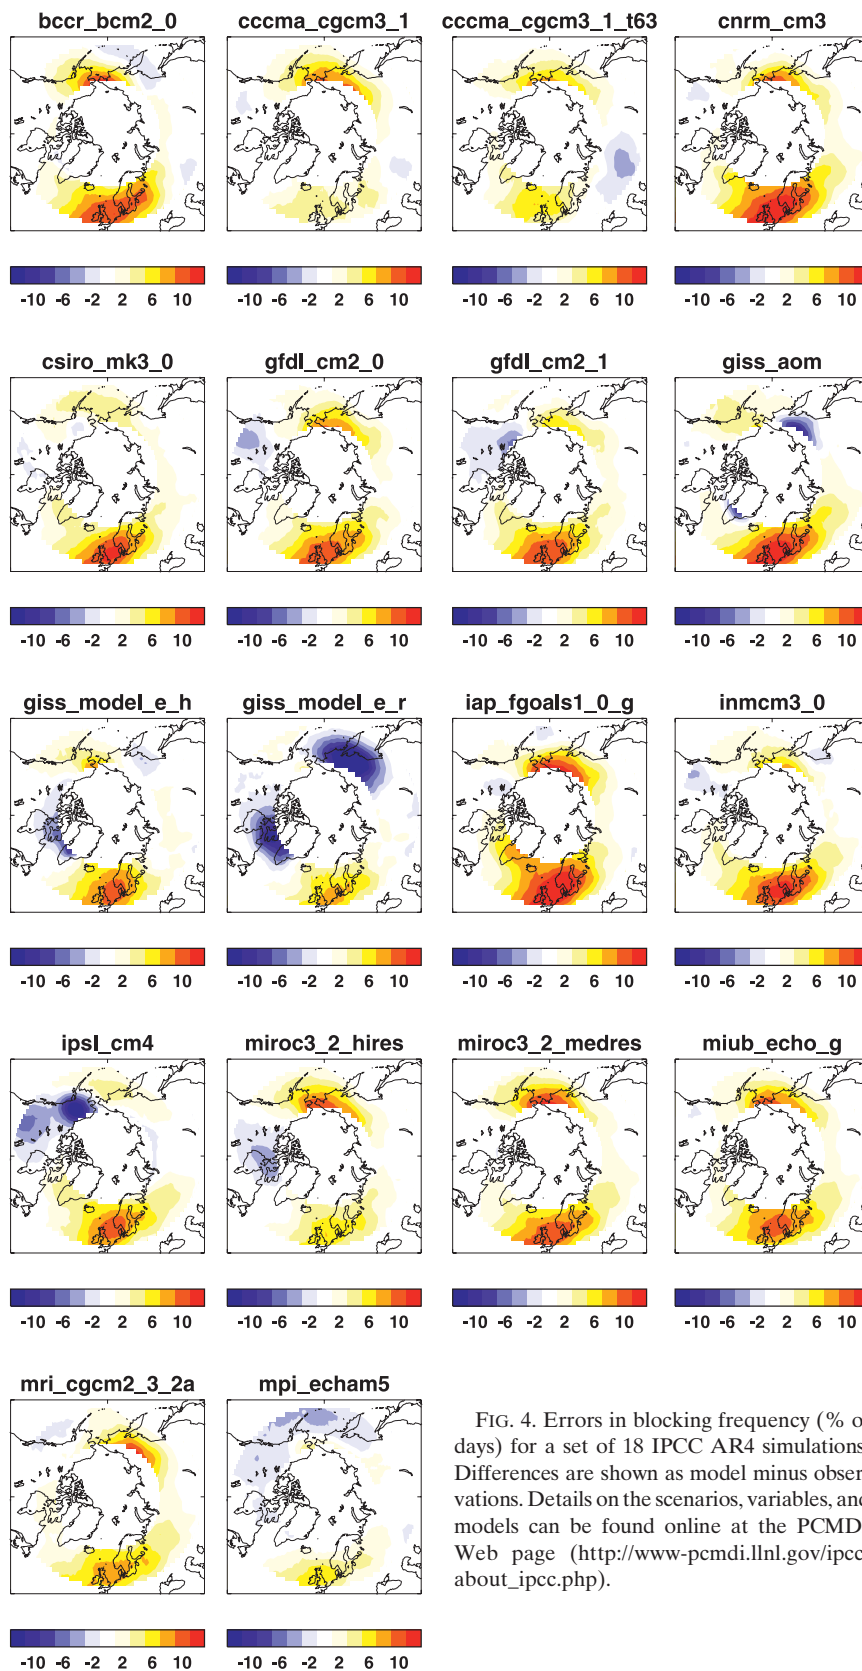 bccr_bcm2_0 cccma_cgcm3_1 cccma_cgcm3_1_t63 cnrm_cm3
-10 -6 -2 2 6 10 -10 -6 -2 2 6 10 -10 -6 -2 2 6 10 -10 -6 -2 2 6 10
csiro_mk3_0 gfdl_cm2_0 gfdl_cm2_1 giss_aom
-10 -6 -2 2 6 10 -10 -6 -2 2 6 10 -10 -6 -2 2 6 10 -10 -6 -2 2 6 10
giss_model_e_h giss_model_e_r iap_fgoals1_0_g inmcm3_0
-10 -6 -2 2 6 10 -10 -6 -2 2 6 10 -10 -6 -2 2 6 10 -10 -6 -2 2 6 10
ipsl_cm4 miroc3_2_hires miroc3_2_medres miub_echo_g
-10 -6 -2 2 6 10 -10 -6 -2 2 6 10 -10 -6 -2 2 6 10 -10 -6 -2 2 6 10
mri_cgcm2_3_2a mpi_echam5
-10 -6 -2 2 6 10 -10 -6 -2 2 6 10
FIG. 4. Errors in blocking frequency (% o
days) for a set of 18 IPCC AR4 simulations
Differences are shown as model minus obser
vations. Details on the scenarios, variables, and
models can be found online at the PCMD
Web page (http://www-pcmdi.llnl.gov/ipcc
about_ipcc.php).